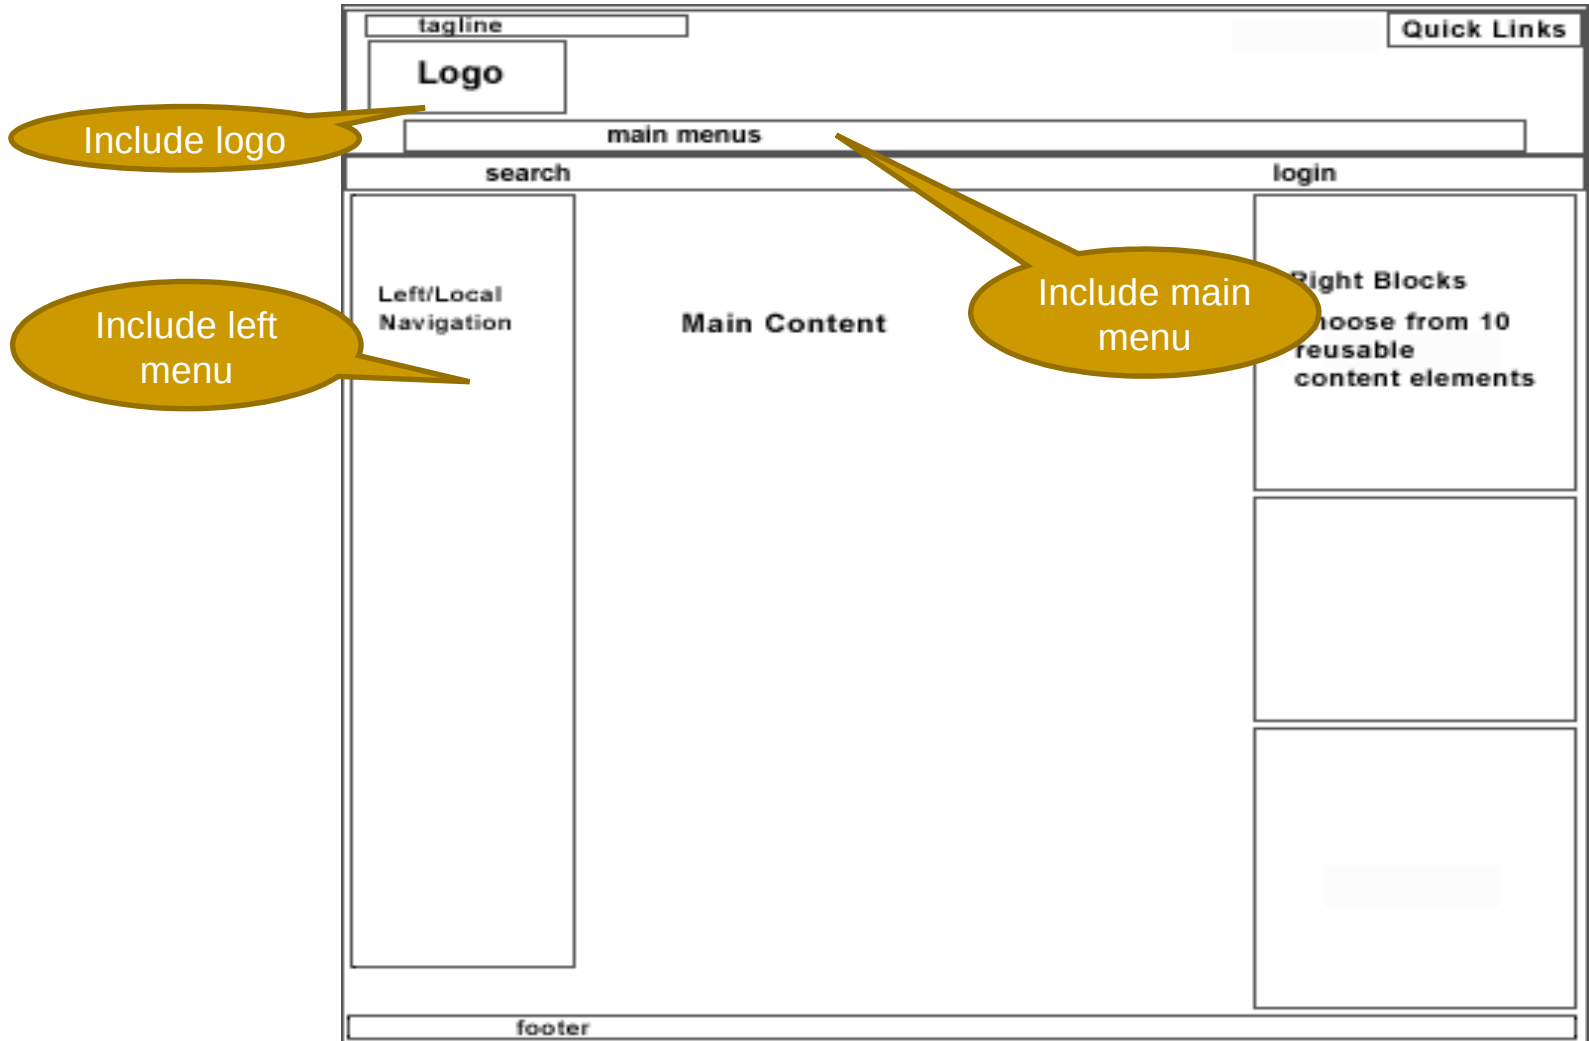 tagline
Quick Links
Logo
Include logo
main menus
search
login
Left/Local
Navigation
Include left
menu
Main Content
Include main
menu
Right Blocks
hoose from 10
reusable
content elements
footer